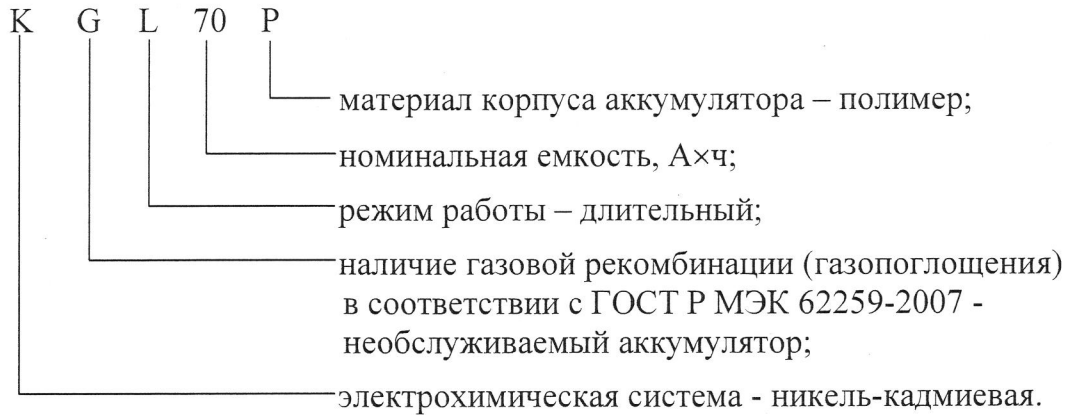 K G L 70 P
материал корпуса аккумулятора – полимер;
номинальная емкость, А×ч;
режим работы – длительный;
наличие газовой рекомбинации (газопоглощения)
в соответствии с ГОСТ Р МЭК 62259-2007 -
необслуживаемый аккумулятор;
электрохимическая система - никель-кадмиевая.